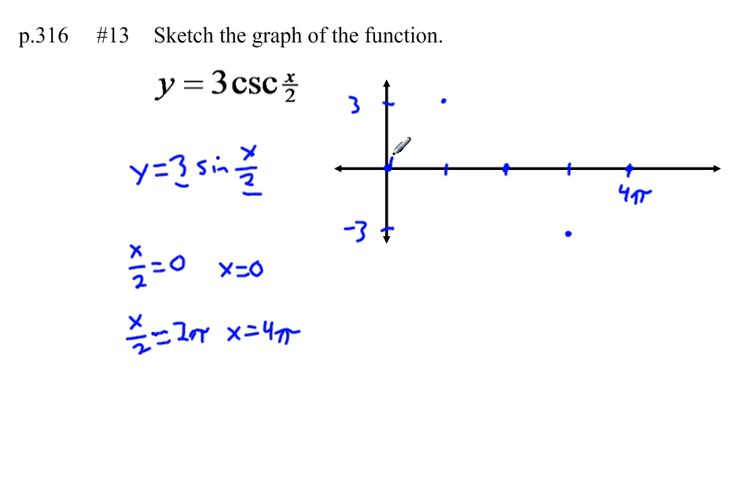 p.316 #13 Sketch the graph of the function.
y = 3 csc x/2
y=3 sin x/2
x/2=0 x=0
x/2=2π x=4π
3
4π
-3